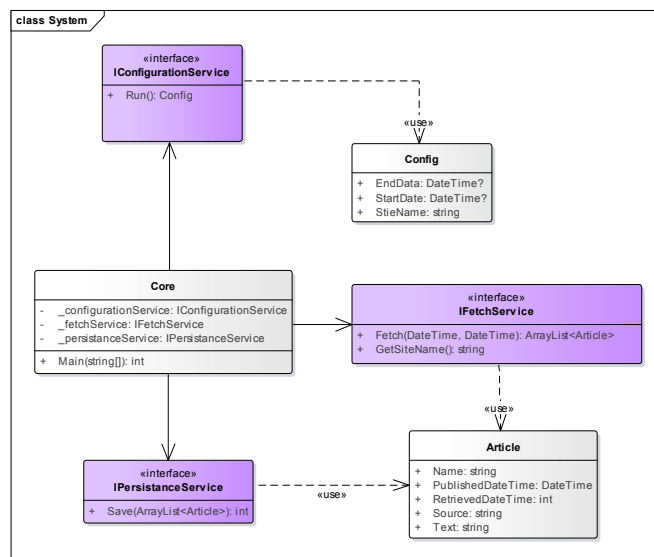 class System
«interface»
IConfigurationService
+ Run(): Config
«use»
Config
+ EndData: DateTime?
+ StartDate: DateTime?
+ StieName: string
Core
- _configurationService: IConfigurationService
- _fetchService: IFetchService
- _persistanceService: IPersistanceService
+ Main(string[]): int
«interface»
IFetchService
+ Fetch(DateTime, DateTime): ArrayList<Article>
+ GetSiteName(): string
«use»
«interface»
IPersistanceService
+ Save(ArrayList<Article>): int
«use»
Article
+ Name: string
+ PublishedDateTime: DateTime
+ RetrievedDateTime: int
+ Source: string
+ Text: string